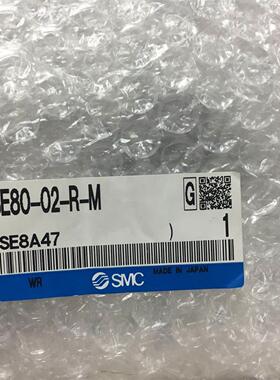 E80-02-R-M
G
SE8A47 ) 1
MADE IN JAPAN
WR SMC